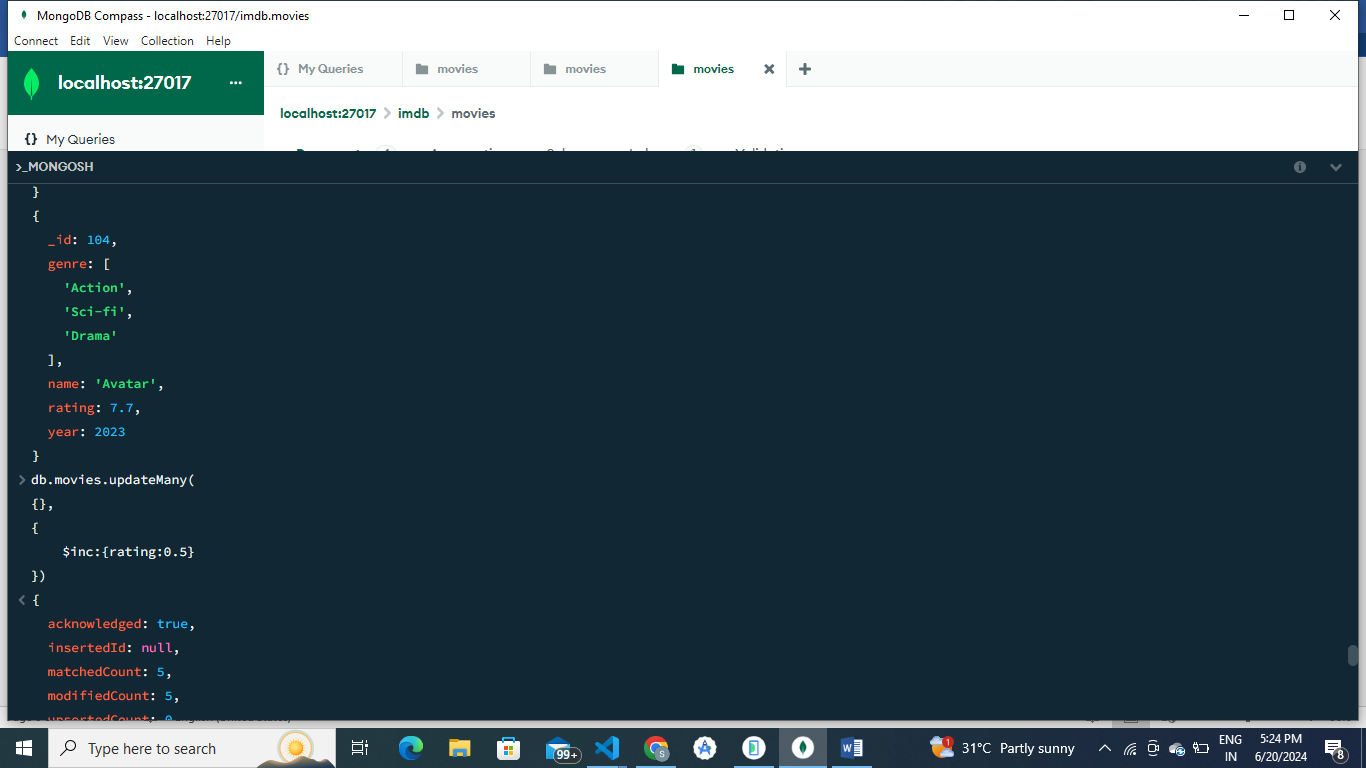 MongoDB Compass - localhost:27017/imdb.movies
Connect Edit View Collection Help
localhost:27017 ...
{} My Queries
movies
movies
movies
localhost:27017 > imdb > movies
{} My Queries
>_MONGOSH
}
{
_id: 104,
genre: [
'Action',
'Sci-fi',
'Drama'
],
name: 'Avatar',
rating: 7.7,
year: 2023
}
> db.movies.updateMany(
{},
{
$inc:{rating:0.5}
})
< {
acknowledged: true,
insertedId: null,
matchedCount: 5,
modifiedCount: 5,
upsertedCount: 0
Type here to search
99+
31°C Partly sunny
1
ENG
IN
5:24 PM
6/20/2024
8